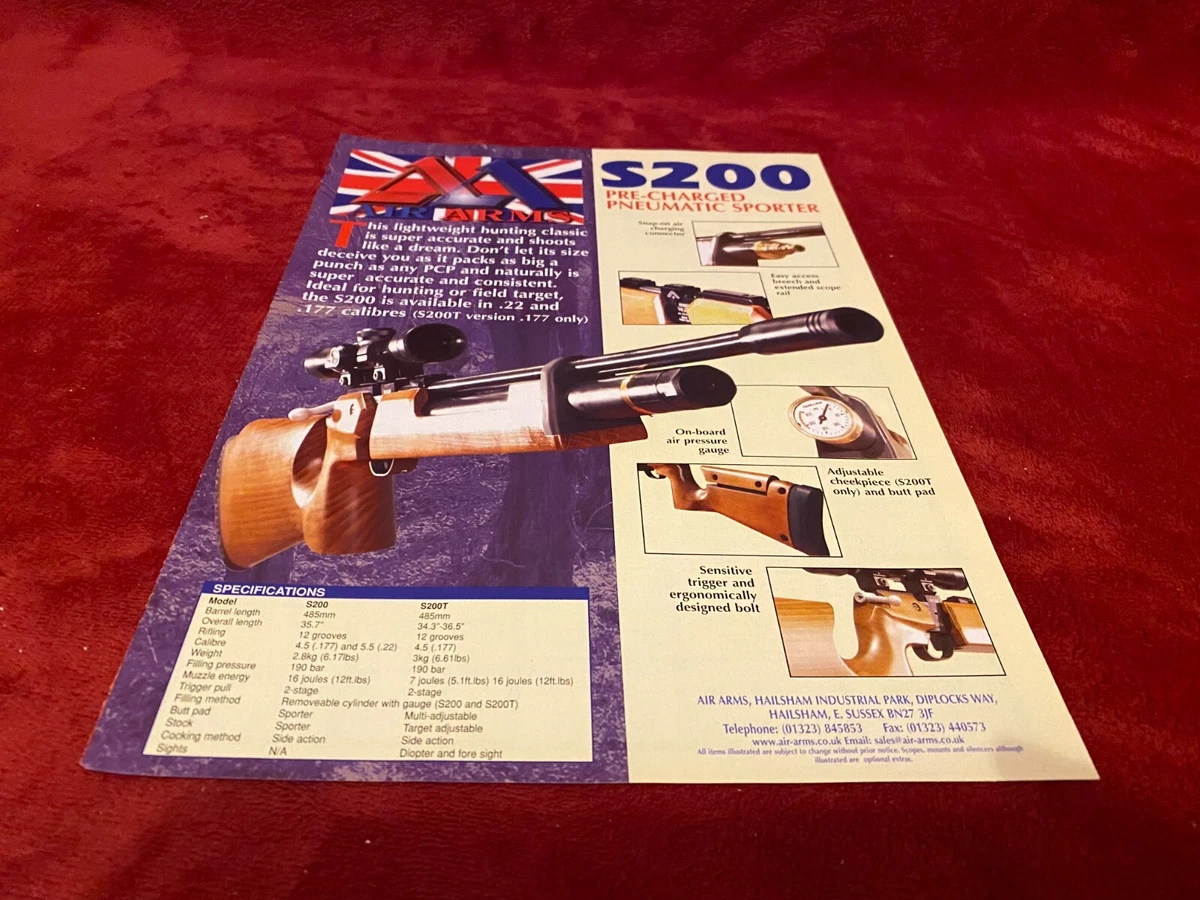 AIR ARMS
This lightweight hunting classic
is super accurate and shoots
like a dream. Don't let its size
deceive you as it packs as big a
punch as any PCP and naturally is
super accurate and consistent.
Ideal for hunting or field target,
the S200 is available in .22 and
.177 calibres (S200T version .177 only)
S200
PRE-CHARGED
PNEUMATIC SPORTER
Snap-on air
charging
connector
Easy access
breech and
extended scope
rail
On-board
air pressure
gauge
Adjustable
cheekpiece (S200T
only) and butt pad
Sensitive
trigger and
ergonomically
designed bolt
SPECIFICATIONS
Model S200 S200T
Barrel length 485mm 485mm
Overall length 35.7" 34.3"-36.5"
Rifling 12 grooves 12 grooves
Calibre 4.5 (.177) and 5.5 (.22) 4.5 (.177)
Weight 2.8kg (6.17lbs) 3kg (6.61lbs)
Filling pressure 190 bar 190 bar
Muzzle energy 16 joules (12ft.lbs) 7 joules (5.1ft.lbs) 16 joules (12ft.lbs)
Trigger pull 2-stage 2-stage
Filling method Removeable cylinder with gauge (S200 and S200T)
Butt pad Sporter Multi-adjustable
Stock Sporter Target adjustable
Cocking method Side action Side action
Sights N/A Diopter and fore sight
AIR ARMS, HAILSHAM INDUSTRIAL PARK, DIPLOCKS WAY,
HAILSHAM, E. SUSSEX BN27 3JF
Telephone: (01323) 845853 Fax: (01323) 440573
www.air-arms.co.uk Email: sales@air-arms.co.uk
All items illustrated are subject to change without prior notice. Scopes, mounts and silencers although
illustrated are optional extras.